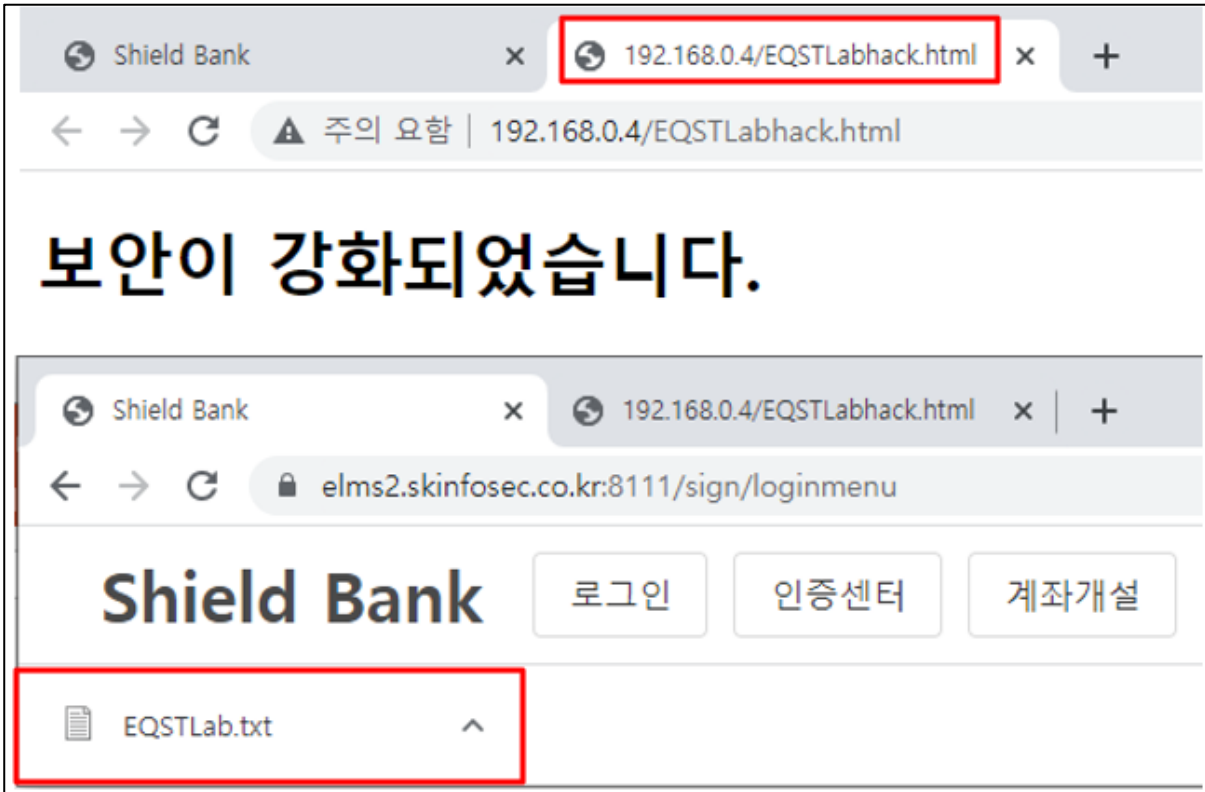 Shield Bank 192.168.0.4/EQSTLabhack.html
주의 요함 | 192.168.0.4/EQSTLabhack.html
보안이 강화되었습니다.
Shield Bank 192.168.0.4/EQSTLabhack.html
elms2.skinfosec.co.kr:8111/sign/loginmenu
Shield Bank 로그인 인증센터 계좌개설
EQSTLab.txt